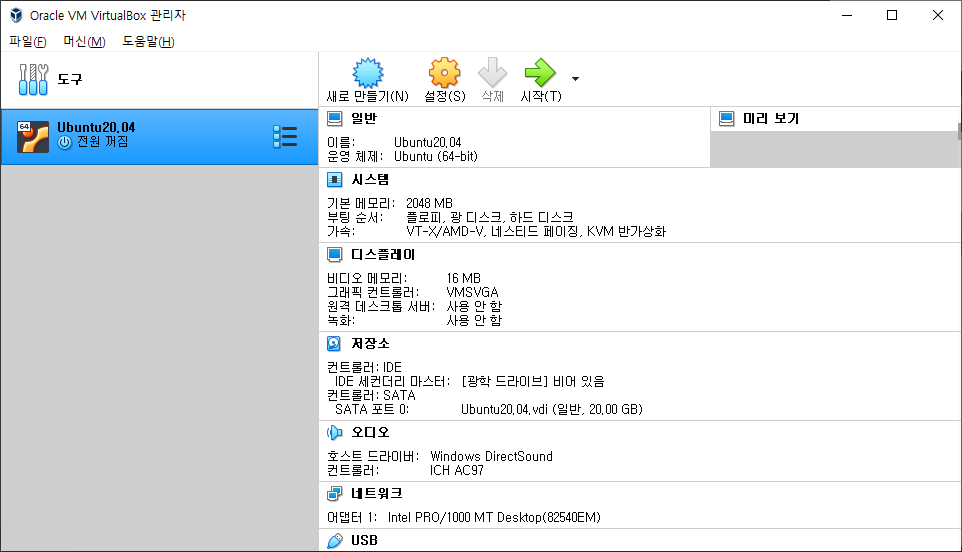 Oracle VM VirtualBox 관리자
파일(F) 머신(M) 도움말(H)
도구
새로 만들기(N) 설정(S) 삭제 시작(T)
64
Ubuntu20.04
전원 꺼짐
일반
이름: Ubuntu20.04
운영 체제: Ubuntu (64-bit)
미리 보기
시스템
기본 메모리: 2048 MB
부팅 순서: 플로피, 광 디스크, 하드 디스크
가속: VT-X/AMD-V, 네스티드 페이징, KVM 반가상화
디스플레이
비디오 메모리: 16 MB
그래픽 컨트롤러: VMSVGA
원격 데스크톱 서버: 사용 안 함
녹화: 사용 안 함
저장소
컨트롤러: IDE
IDE 세컨더리 마스터: [광학 드라이브] 비어 있음
컨트롤러: SATA
SATA 포트 0: Ubuntu20.04.vdi (일반, 20.00 GB)
오디오
호스트 드라이버: Windows DirectSound
컨트롤러: ICH AC97
네트워크
어댑터 1: Intel PRO/1000 MT Desktop(82540EM)
USB